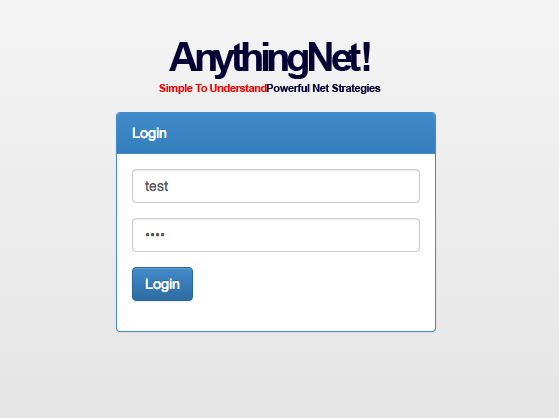 AnythingNet!
Simple To UnderstandPowerful Net Strategies
Login
test
••••
Login